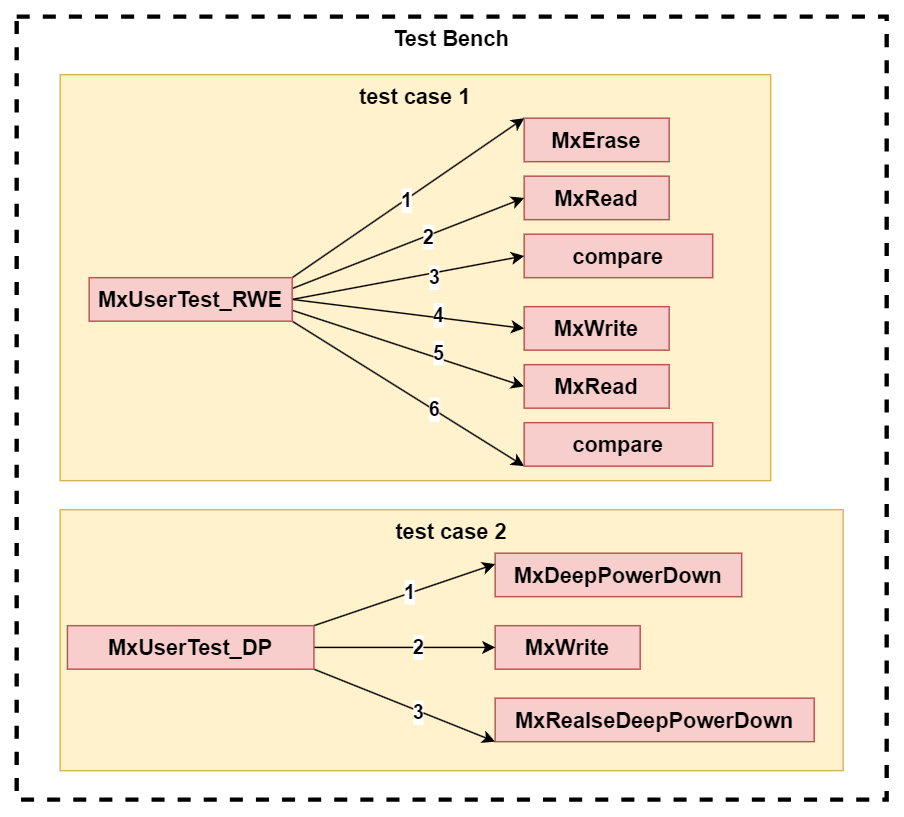 Test Bench
test case 1
MxUserTest_RWE
1
MxErase
2
MxRead
3
compare
4
MxWrite
5
MxRead
6
compare
test case 2
MxUserTest_DP
1
MxDeepPowerDown
2
MxWrite
3
MxRealseDeepPowerDown